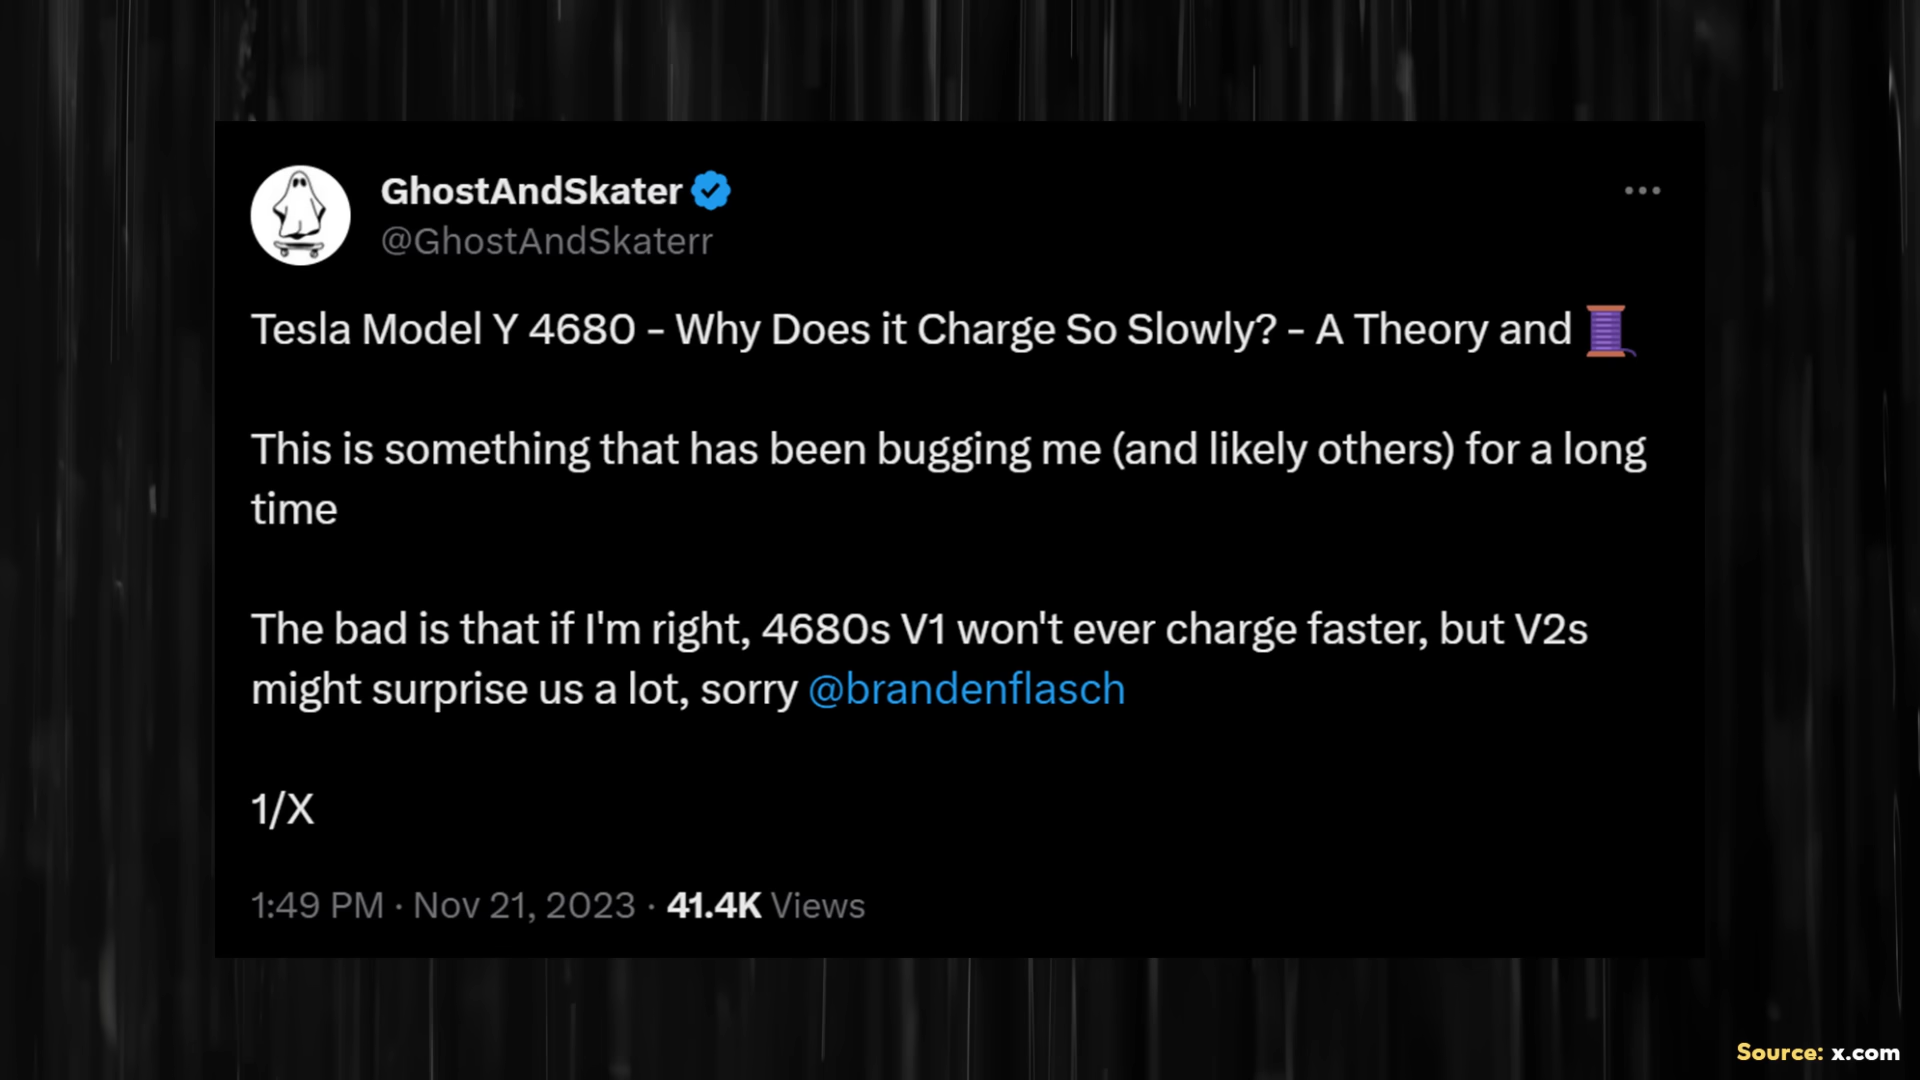 GhostAndSkater
@GhostAndSkaterr
Tesla Model Y 4680 - Why Does it Charge So Slowly? - A Theory and 🧵
This is something that has been bugging me (and likely others) for a long
time
The bad is that if I'm right, 4680s V1 won't ever charge faster, but V2s
might surprise us a lot, sorry @brandenflasch
1/X
1:49 PM · Nov 21, 2023 · 41.4K Views
Source: x.com